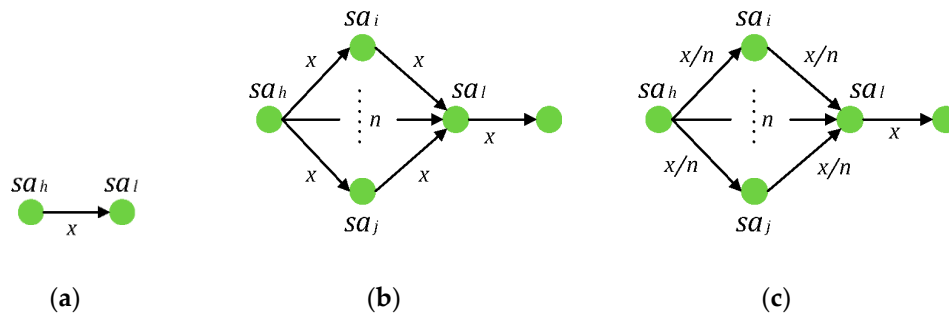 sa h sa l
x
(a)
sa i
x x
sa h sa l
n
x
x x
sa j
(b)
sa i
x/n x/n
sa h sa l
n
x
x/n x/n
sa j
(c)